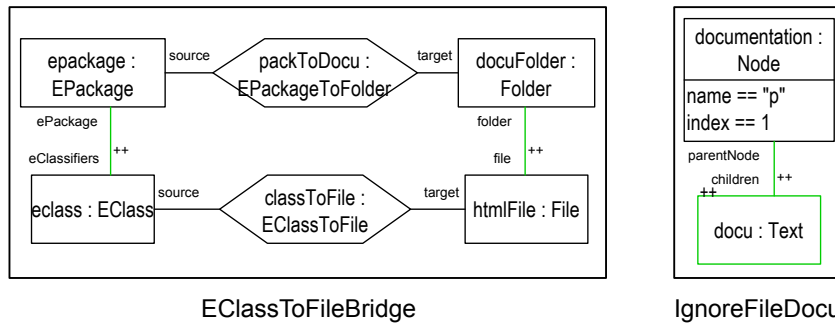 epackage :
EPackage
source
packToDocu :
EPackageToFolder
target
docuFolder :
Folder
ePackage
eClassifiers
++
folder
file
++
eclass : EClass
source
classToFile :
EClassToFile
target
htmlFile : File
EClassToFileBridge
documentation :
Node
name == "p"
index == 1
parentNode
children
++
++
docu : Text
IgnoreFileDocu